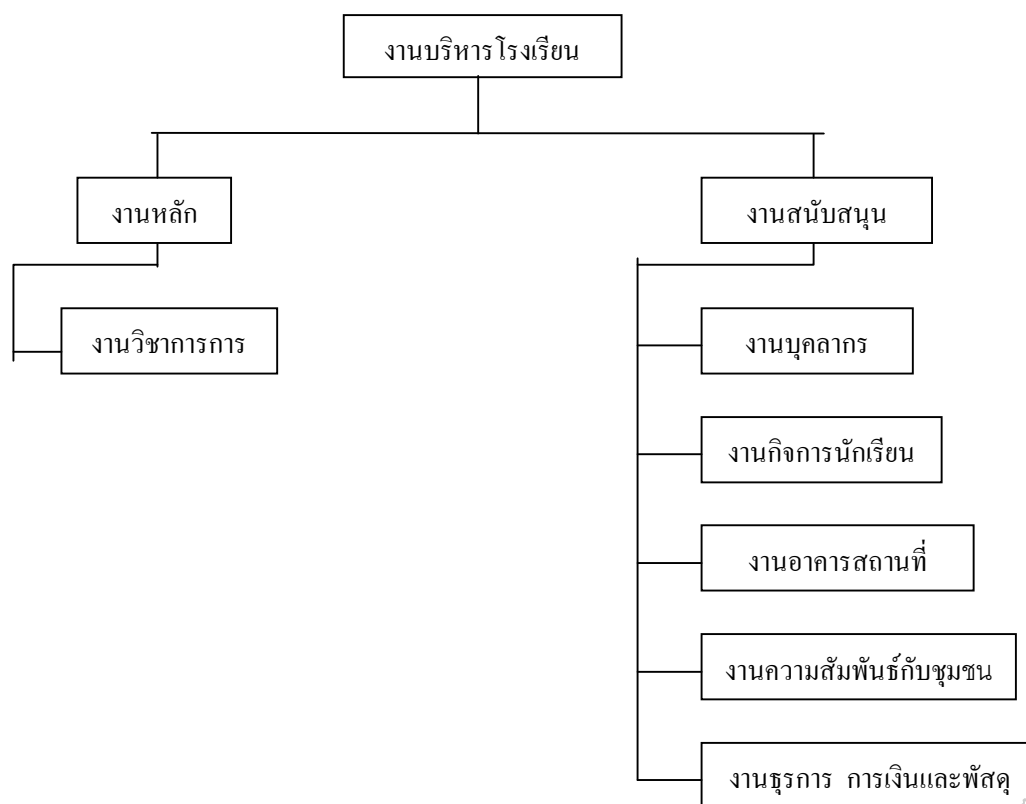 งานบริหารโรงเรียน
งานหลัก
งานสนับสนุน
งานวิชาการการ
งานบุคลากร
งานกิจการนักเรียน
งานอาคารสถานที่
งานความสัมพันธ์กับชุมชน
งานธุรการ การเงินและพัสดุ